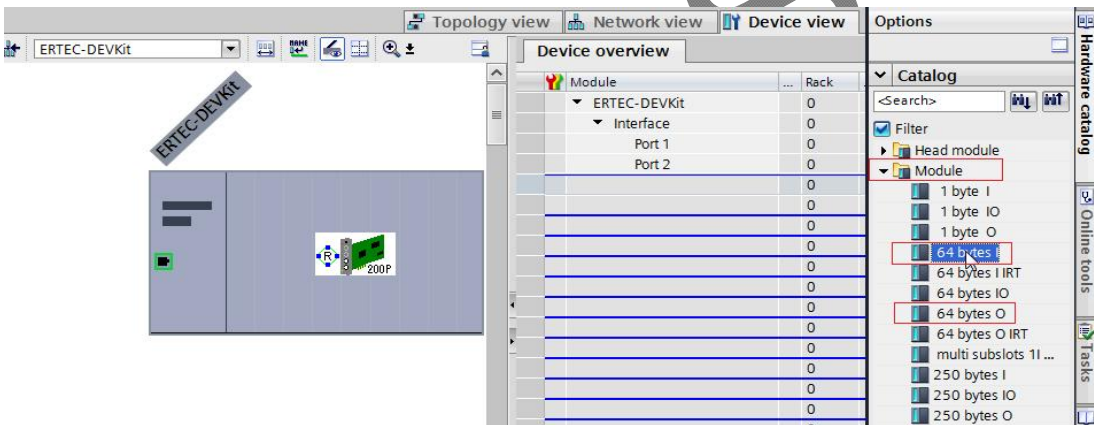 Topology view Network view Device view Options
ERTEC-DEVKit NAME ±
Device overview
Catalog
Module ... Rack
<Search>
ERTEC-DEVKit 0
Filter
Interface 0
Head module
Port 1 0
Module
Port 2 0
1 byte I
0
1 byte IO
0
1 byte O
0
64 bytes I
0
64 bytes I IRT
0
64 bytes IO
0
64 bytes O
0
64 bytes O IRT
0
multi subslots 1I ...
0
250 bytes I
0
250 bytes IO
0
250 bytes O
0
ERTEC-DEVKit
R
200P
Hardware catalog
Online tools
Tasks